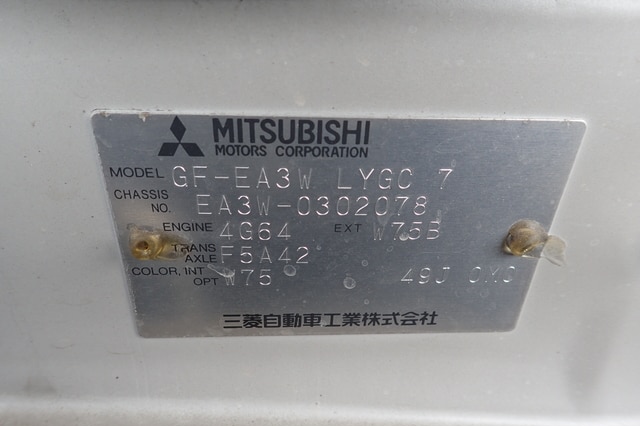 MITSUBISHI
MOTORS CORPORATION
MODEL GF-EA3W LYGC 7
CHASSIS NO. EA3W-0302078
ENGINE 4G64 EXT W75B
TRANS AXLE F5A42
COLOR, INT OPT W75 49J
三菱自動車工業株式会社